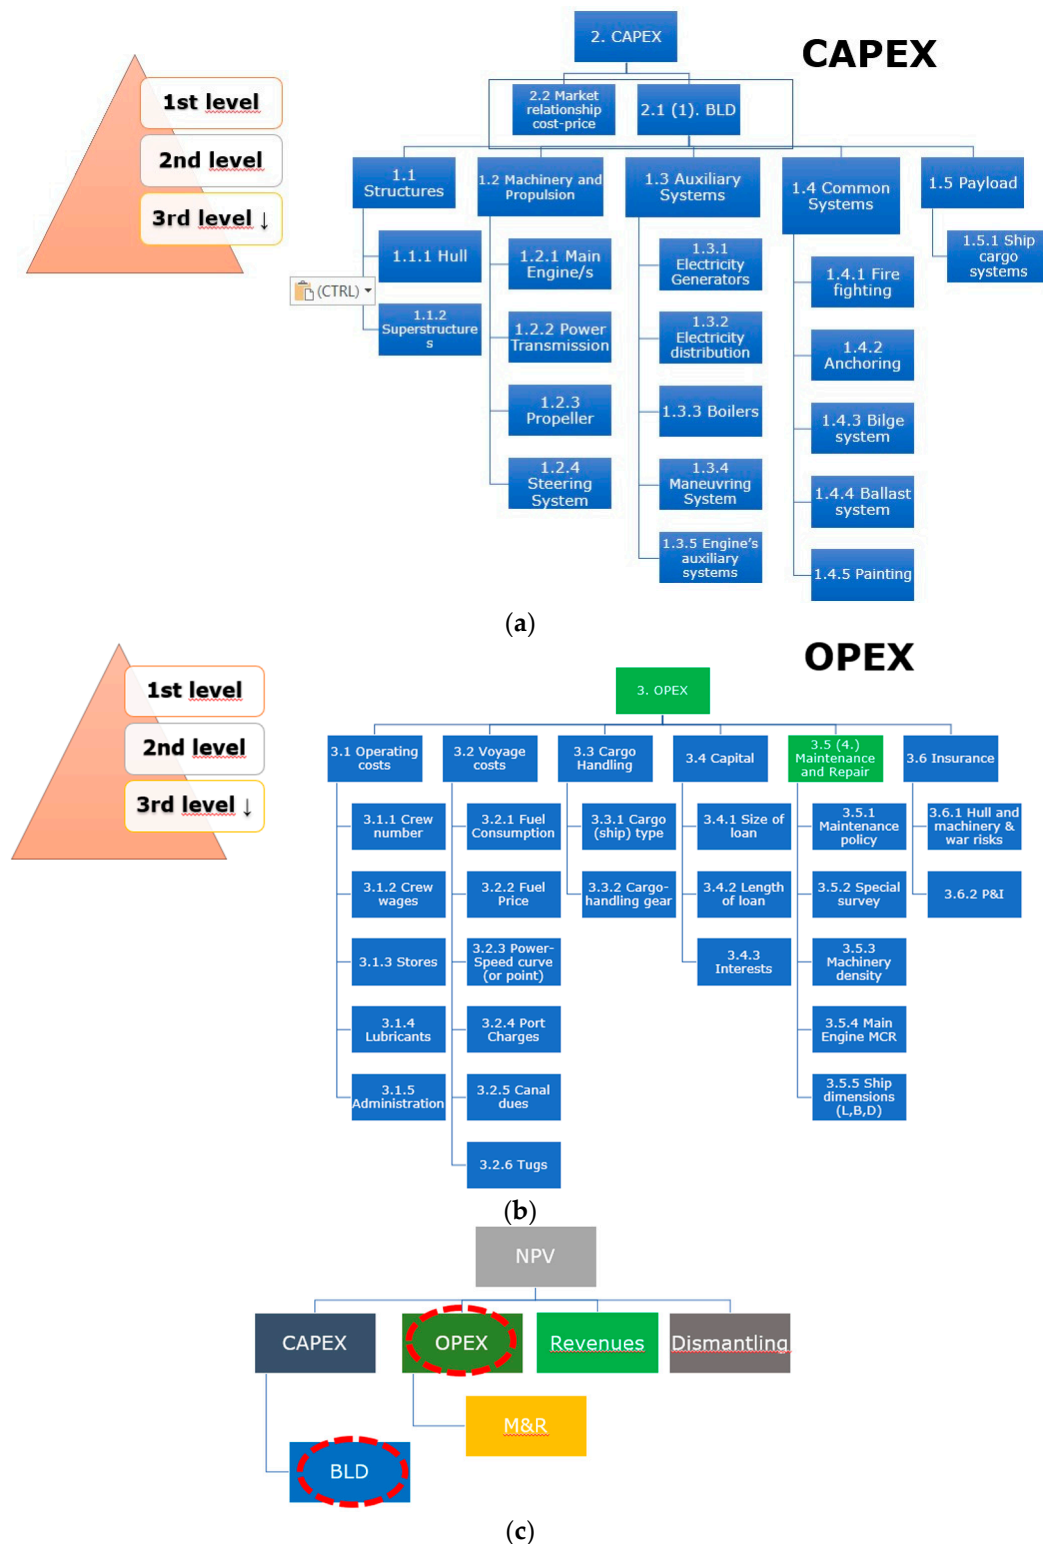 CAPEX
1st level
2nd level
3rd level ↓
2. CAPEX
2.2 Market
relationship
cost-price
2.1 (1). BLD
1.1
Structures
1.2 Machinery and
Propulsion
1.3 Auxiliary
Systems
1.4 Common
Systems
1.5 Payload
1.1.1 Hull
1.1.2
Superstructure
s
(CTRL)
1.2.1 Main
Engine/s
1.2.2 Power
Transmission
1.2.3
Propeller
1.2.4
Steering
System
1.3.1
Electricity
Generators
1.3.2
Electricity
distribution
1.3.3 Boilers
1.3.4
Maneuvring
System
1.3.5 Engine's
auxiliary
systems
1.4.1 Fire
fighting
1.4.2
Anchoring
1.4.3 Bilge
system
1.4.4 Ballast
system
1.4.5 Painting
1.5.1 Ship
cargo
systems
(a)
OPEX
1st level
2nd level
3rd level ↓
3. OPEX
3.1 Operating
costs
3.2 Voyage
costs
3.3 Cargo
Handling
3.4 Capital
3.5 (4.)
Maintenance
and Repair
3.6 Insurance
3.1.1 Crew
number
3.1.2 Crew
wages
3.1.3 Stores
3.1.4
Lubricants
3.1.5
Administration
3.2.1 Fuel
Consumption
3.2.2 Fuel
Price
3.2.3 Power-
Speed curve
(or point)
3.2.4 Port
Charges
3.2.5 Canal
dues
3.2.6 Tugs
3.3.1 Cargo
(ship) type
3.3.2 Cargo-
handling gear
3.4.1 Size of
loan
3.4.2 Length
of loan
3.4.3
Interests
3.5.1
Maintenance
policy
3.5.2 Special
survey
3.5.3
Machinery
density
3.5.4 Main
Engine MCR
3.5.5 Ship
dimensions
(L,B,D)
3.6.1 Hull and
machinery &
war risks
3.6.2 P&I
(b)
NPV
CAPEX
OPEX
Revenues
Dismantling
M&R
BLD
(c)